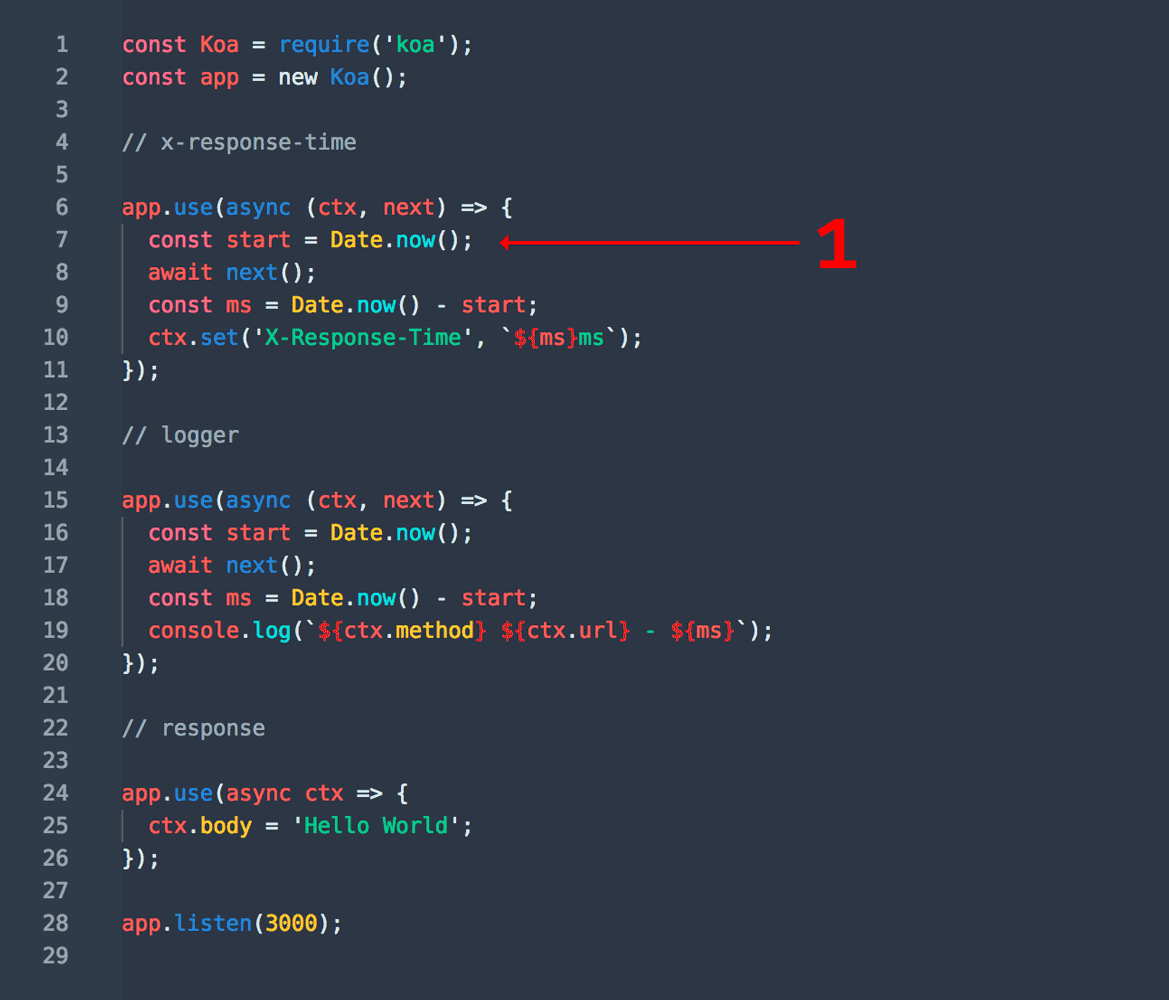 1 const Koa = require('koa');
2 const app = new Koa();
3
4 // x-response-time
5
6 app.use(async (ctx, next) => {
7 const start = Date.now(); 1
8 await next();
9 const ms = Date.now() - start;
10 ctx.set('X-Response-Time', `${ms}ms`);
11 });
12
13 // logger
14
15 app.use(async (ctx, next) => {
16 const start = Date.now();
17 await next();
18 const ms = Date.now() - start;
19 console.log(`${ctx.method} ${ctx.url} - ${ms}`);
20 });
21
22 // response
23
24 app.use(async ctx => {
25 ctx.body = 'Hello World';
26 });
27
28 app.listen(3000);
29